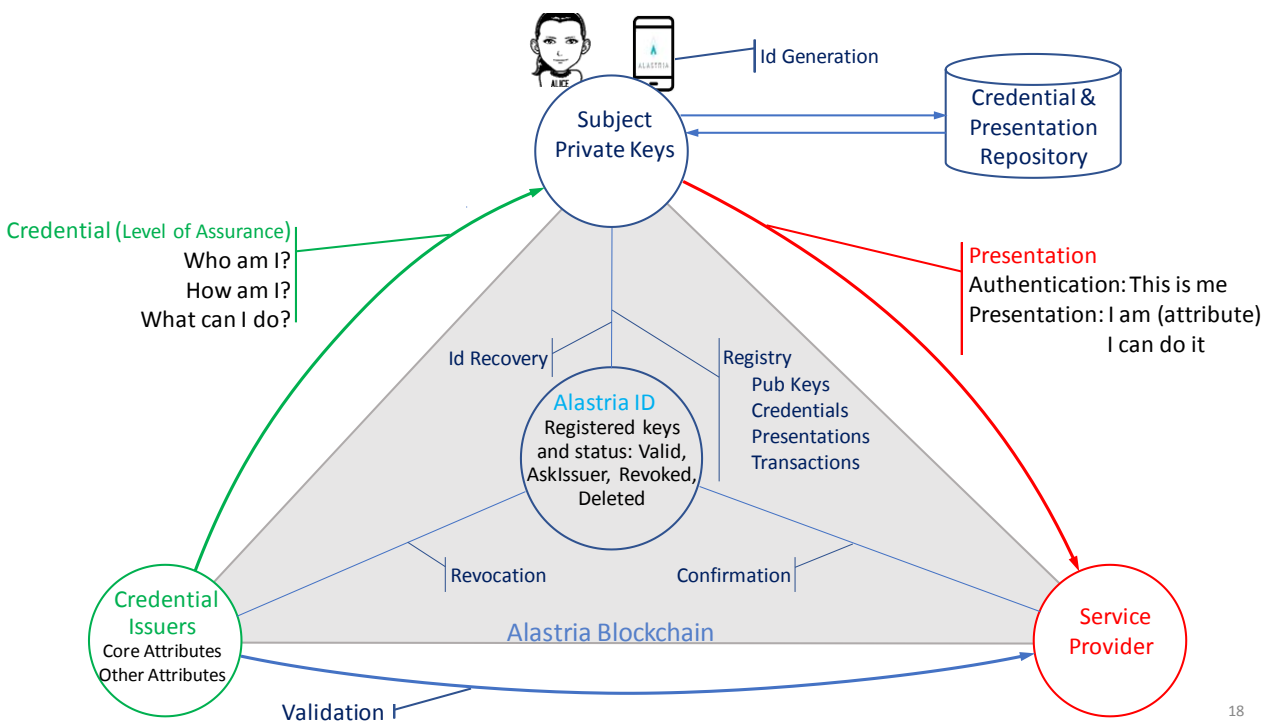 ALICE
ALASTRIA
Id Generation
Subject
Private Keys
Credential &
Presentation
Repository
Credential (Level of Assurance)
Who am I?
How am I?
What can I do?
Presentation
Authentication: This is me
Presentation: I am (attribute)
I can do it
Id Recovery
Registry
Pub Keys
Credentials
Presentations
Transactions
Alastria ID
Registered keys
and status: Valid,
AskIssuer, Revoked,
Deleted
Revocation
Confirmation
Credential
Issuers
Core Attributes
Other Attributes
Alastria Blockchain
Service
Provider
Validation
18